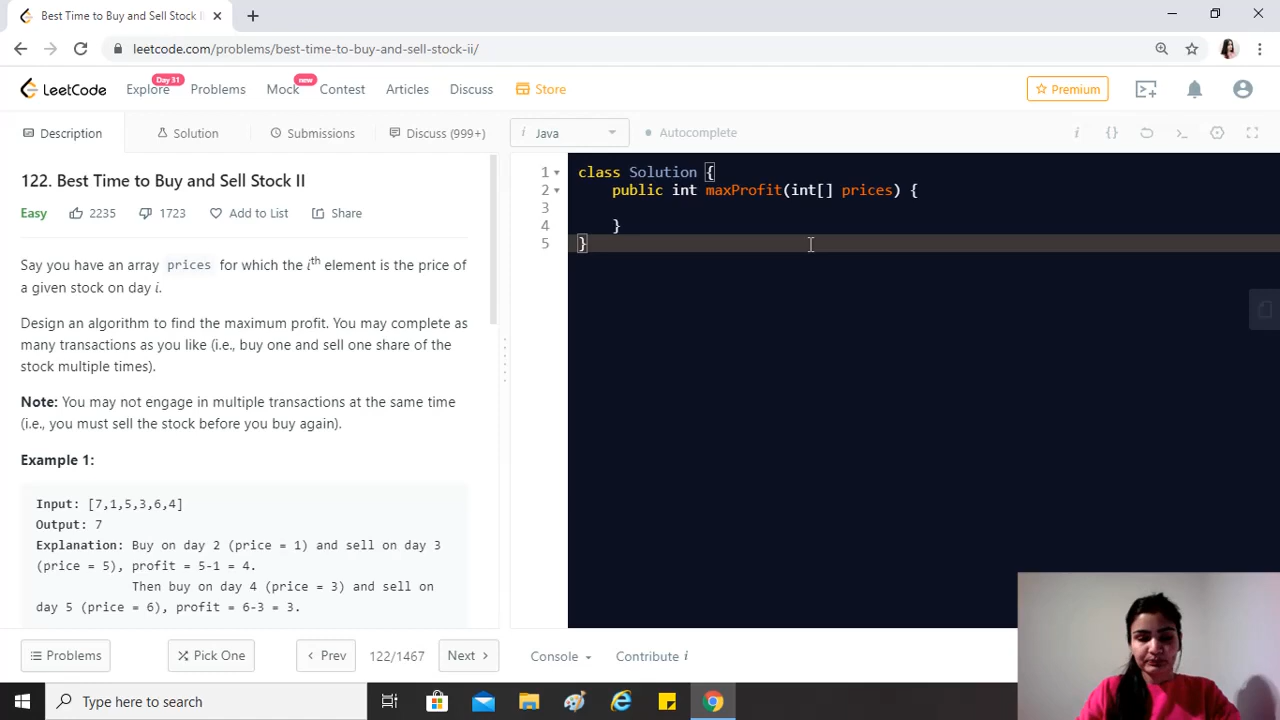 Best Time to Buy and Sell Stock II
leetcode.com/problems/best-time-to-buy-and-sell-stock-ii/
LeetCode Explore Day 31 Problems Mock new Contest Articles Discuss Store Premium
Description Solution Submissions Discuss (999+) i Java Autocomplete i {}
122. Best Time to Buy and Sell Stock II
Easy 2235 1723 Add to List Share
Say you have an array prices for which the ith element is the price of
a given stock on day i.
Design an algorithm to find the maximum profit. You may complete as
many transactions as you like (i.e., buy one and sell one share of the
stock multiple times).
Note: You may not engage in multiple transactions at the same time
(i.e., you must sell the stock before you buy again).
Example 1:
Input: [7,1,5,3,6,4]
Output: 7
Explanation: Buy on day 2 (price = 1) and sell on day 3
(price = 5), profit = 5-1 = 4.
Then buy on day 4 (price = 3) and sell on
day 5 (price = 6), profit = 6-3 = 3.
1 class Solution {
2 public int maxProfit(int[] prices) {
3
4 }
5 }
Problems Pick One Prev 122/1467 Next Console Contribute i
Type here to search